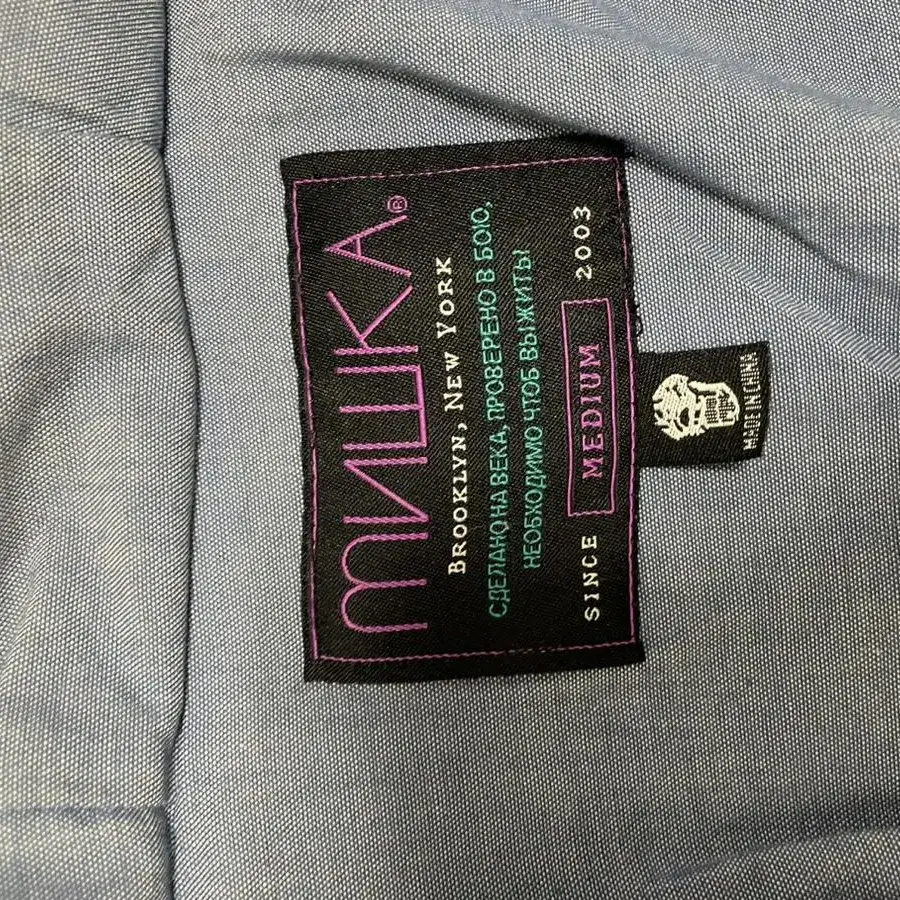 мишка®
BROOKLYN, NEW YORK
СДЕЛАНО НА ВЕКА, ПРОВЕРЕНО В БОЮ,
НЕОБХОДИМО ЧТОБ ВЫЖИТЬ!
SINCE MEDIUM 2003
MADE IN CHINA